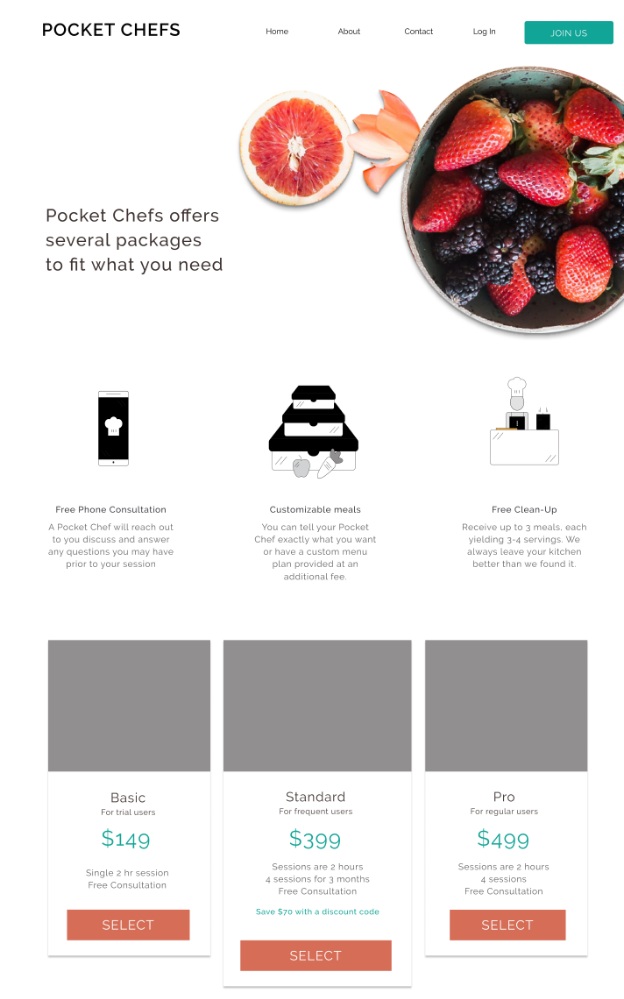 POCKET CHEFS
Home
About
Contact
Log In
JOIN US
Pocket Chefs offers
several packages
to fit what you need
Free Phone Consultation
A Pocket Chef will reach out
to you discuss and answer
any questions you may have
prior to your session
Customizable meals
You can tell your Pocket
Chef exactly what you want
or have a custom menu
plan provided at an
additional fee.
Free Clean-Up
Receive up to 3 meals, each
yielding 3-4 servings. We
always leave your kitchen
better than we found it.
Basic
For trial users
$149
Single 2 hr session
Free Consultation
SELECT
Standard
For frequent users
$399
Sessions are 2 hours
4 sessions for 3 months
Free Consultation
Save $70 with a discount code
SELECT
Pro
For regular users
$499
Sessions are 2 hours
4 sessions
Free Consultation
SELECT